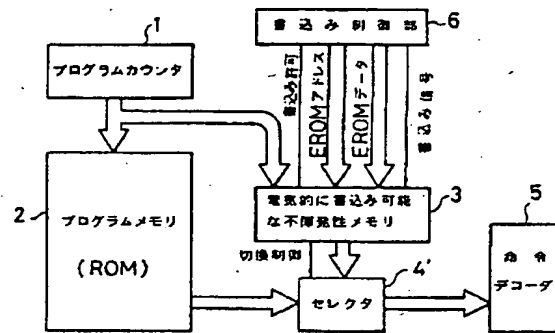 1
プログラムカウンタ
書込み制御部
6
書込み許可
EROMアドレス
EROMデータ
書込み信号
2
プログラムメモリ
(ROM)
電気的に書込み可能
な不揮発性メモリ
3
切換制御
セレクタ
4'
5
命令
デコーダ